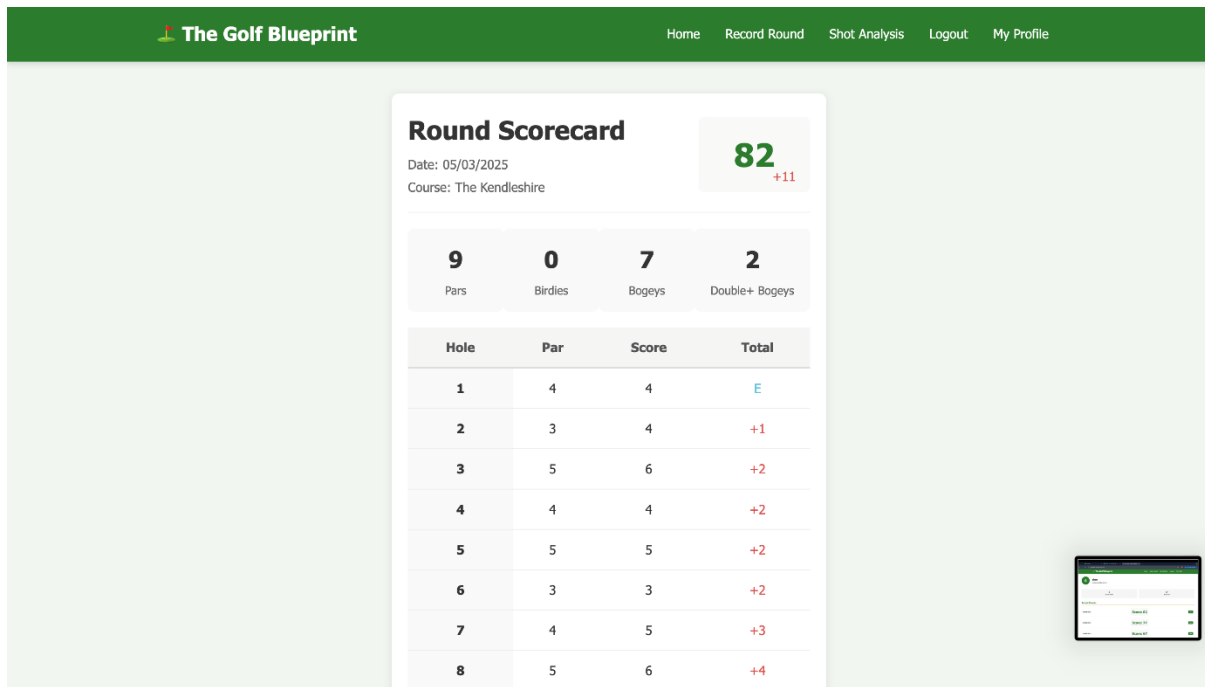 The Golf Blueprint
Home Record Round Shot Analysis Logout My Profile
Round Scorecard
82
+11
Date: 05/03/2025
Course: The Kendleshire
9 0 7 2
Pars Birdies Bogeys Double+ Bogeys
Hole Par Score Total
1 4 4 E
2 3 4 +1
3 5 6 +2
4 4 4 +2
5 5 5 +2
6 3 3 +2
7 4 5 +3
8 5 6 +4